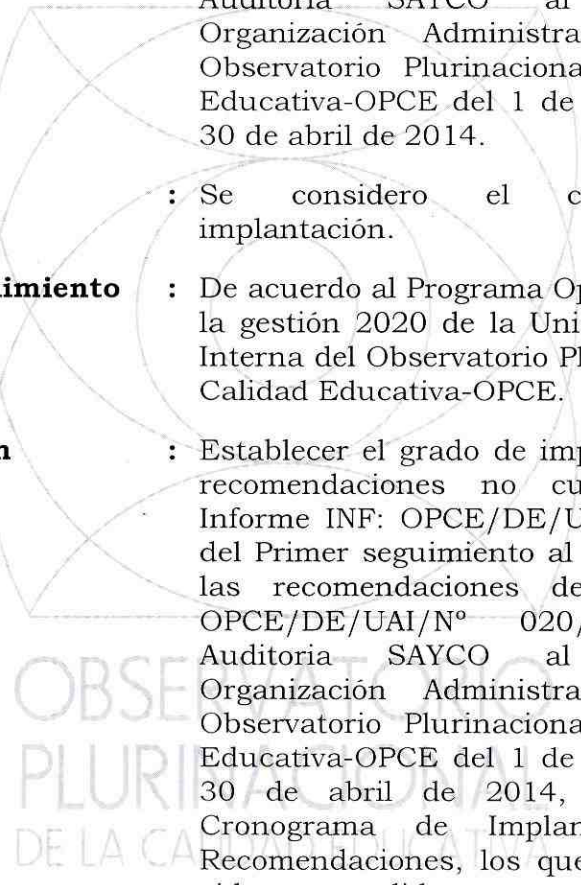 Auditoria SAYCO al
Organización Administra
Observatorio Plurinaciona
Educativa-OPCE del 1 de
30 de abril de 2014.
: Se considero el c
implantación.
imiento : De acuerdo al Programa Op
la gestión 2020 de la Uni
Interna del Observatorio Pl
Calidad Educativa-OPCE.
n : Establecer el grado de imp
recomendaciones no cu
Informe INF: OPCE/DE/U
del Primer seguimiento al
las recomendaciones de
OPCE/DE/UAI/Nº 020/
Auditoria SAYCO al
Organización Administra
Observatorio Plurinaciona
Educativa-OPCE del 1 de
30 de abril de 2014,
Cronograma de Implan
Recomendaciones, los que
OBSERVATORIO
PLURINACIONAL
DE LA CALIDAD EDUCATIVA